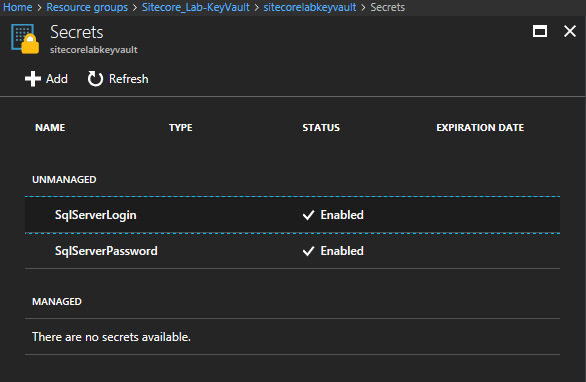 Home > Resource groups > Sitecore_Lab-KeyVault > sitecorelabkeyvault > Secrets
Secrets
sitecorelabkeyvault
Add Refresh
NAME TYPE STATUS EXPIRATION DATE
UNMANAGED
SqlServerLogin Enabled
SqlServerPassword Enabled
MANAGED
There are no secrets available.